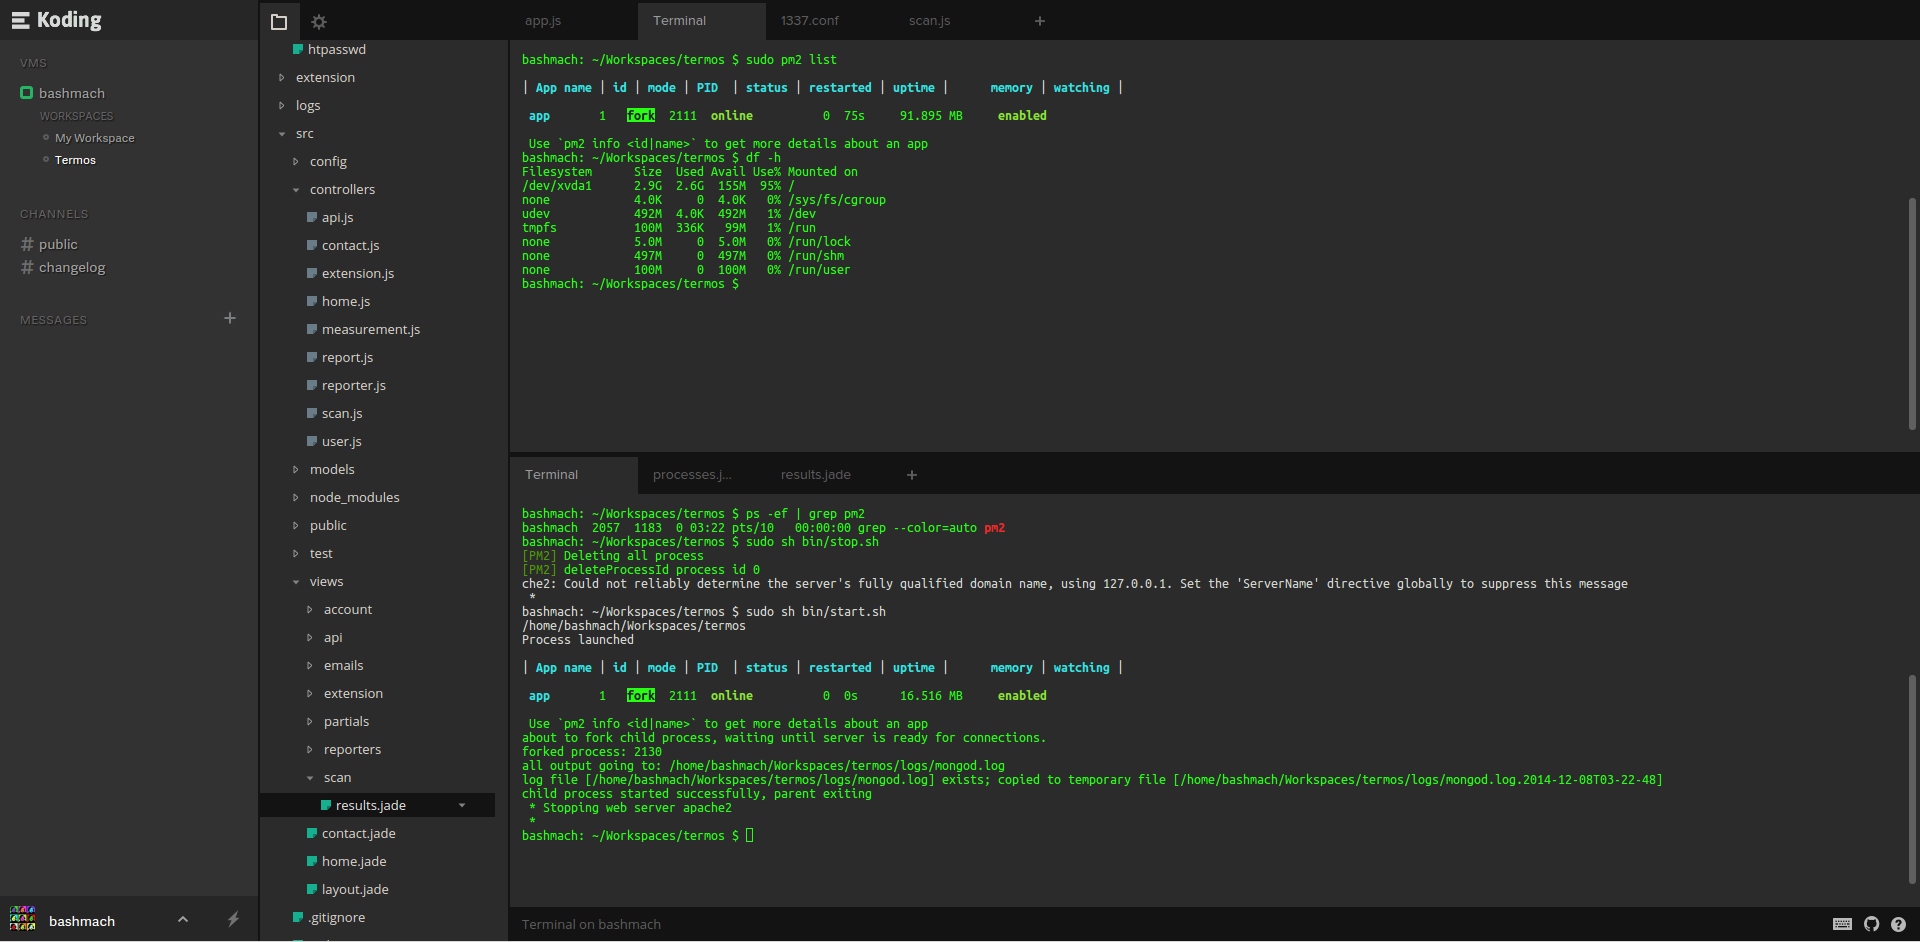 Koding
VMS
bashmach
WORKSPACES
My Workspace
Termos
CHANNELS
# public
# changelog
MESSAGES +
bashmach
htpasswd
extension
logs
src
config
controllers
api.js
contact.js
extension.js
home.js
measurement.js
report.js
reporter.js
scan.js
user.js
models
node_modules
public
test
views
account
api
emails
extension
partials
reporters
scan
results.jade
contact.jade
home.jade
layout.jade
.gitignore
app.js Terminal 1337.conf scan.js +
bashmach: ~/Workspaces/termos $ sudo pm2 list
| App name | id | mode | PID | status | restarted | uptime | memory | watching |
app 1 fork 2111 online 0 75s 91.895 MB enabled
Use `pm2 info <id|name>` to get more details about an app
bashmach: ~/Workspaces/termos $ df -h
Filesystem Size Used Avail Use% Mounted on
/dev/xvda1 2.9G 2.6G 155M 95% /
none 4.0K 0 4.0K 0% /sys/fs/cgroup
udev 492M 4.0K 492M 1% /dev
tmpfs 100M 336K 99M 1% /run
none 5.0M 0 5.0M 0% /run/lock
none 497M 0 497M 0% /run/shm
none 100M 0 100M 0% /run/user
bashmach: ~/Workspaces/termos $
Terminal processes.j... results.jade +
bashmach: ~/Workspaces/termos $ ps -ef | grep pm2
bashmach 2057 1183 0 03:22 pts/10 00:00:00 grep --color=auto pm2
bashmach: ~/Workspaces/termos $ sudo sh bin/stop.sh
[PM2] Deleting all process
[PM2] deleteProcessId process id 0
che2: Could not reliably determine the server's fully qualified domain name, using 127.0.0.1. Set the 'ServerName' directive globally to suppress this message
*
bashmach: ~/Workspaces/termos $ sudo sh bin/start.sh
/home/bashmach/Workspaces/termos
Process launched
| App name | id | mode | PID | status | restarted | uptime | memory | watching |
app 1 fork 2111 online 0 0s 16.516 MB enabled
Use `pm2 info <id|name>` to get more details about an app
about to fork child process, waiting until server is ready for connections.
forked process: 2130
all output going to: /home/bashmach/Workspaces/termos/logs/mongod.log
log file [/home/bashmach/Workspaces/termos/logs/mongod.log] exists; copied to temporary file [/home/bashmach/Workspaces/termos/logs/mongod.log.2014-12-08T03-22-48]
child process started successfully, parent exiting
* Stopping web server apache2
*
bashmach: ~/Workspaces/termos $
Terminal on bashmach